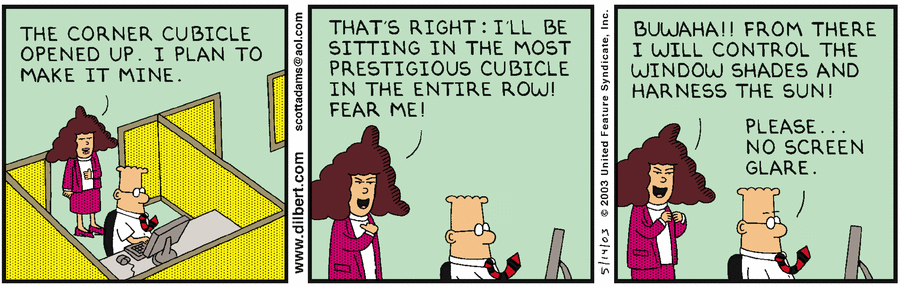 THE CORNER CUBICLE
OPENED UP. I PLAN TO
MAKE IT MINE.
www.dilbert.com scottadams@aol.com
THAT'S RIGHT: I'LL BE
SITTING IN THE MOST
PRESTIGIOUS CUBICLE
IN THE ENTIRE ROW!
FEAR ME!
5/14/03 © 2003 United Feature Syndicate, Inc.
BUWAHA!! FROM THERE
I WILL CONTROL THE
WINDOW SHADES AND
HARNESS THE SUN!
PLEASE...
NO SCREEN
GLARE.